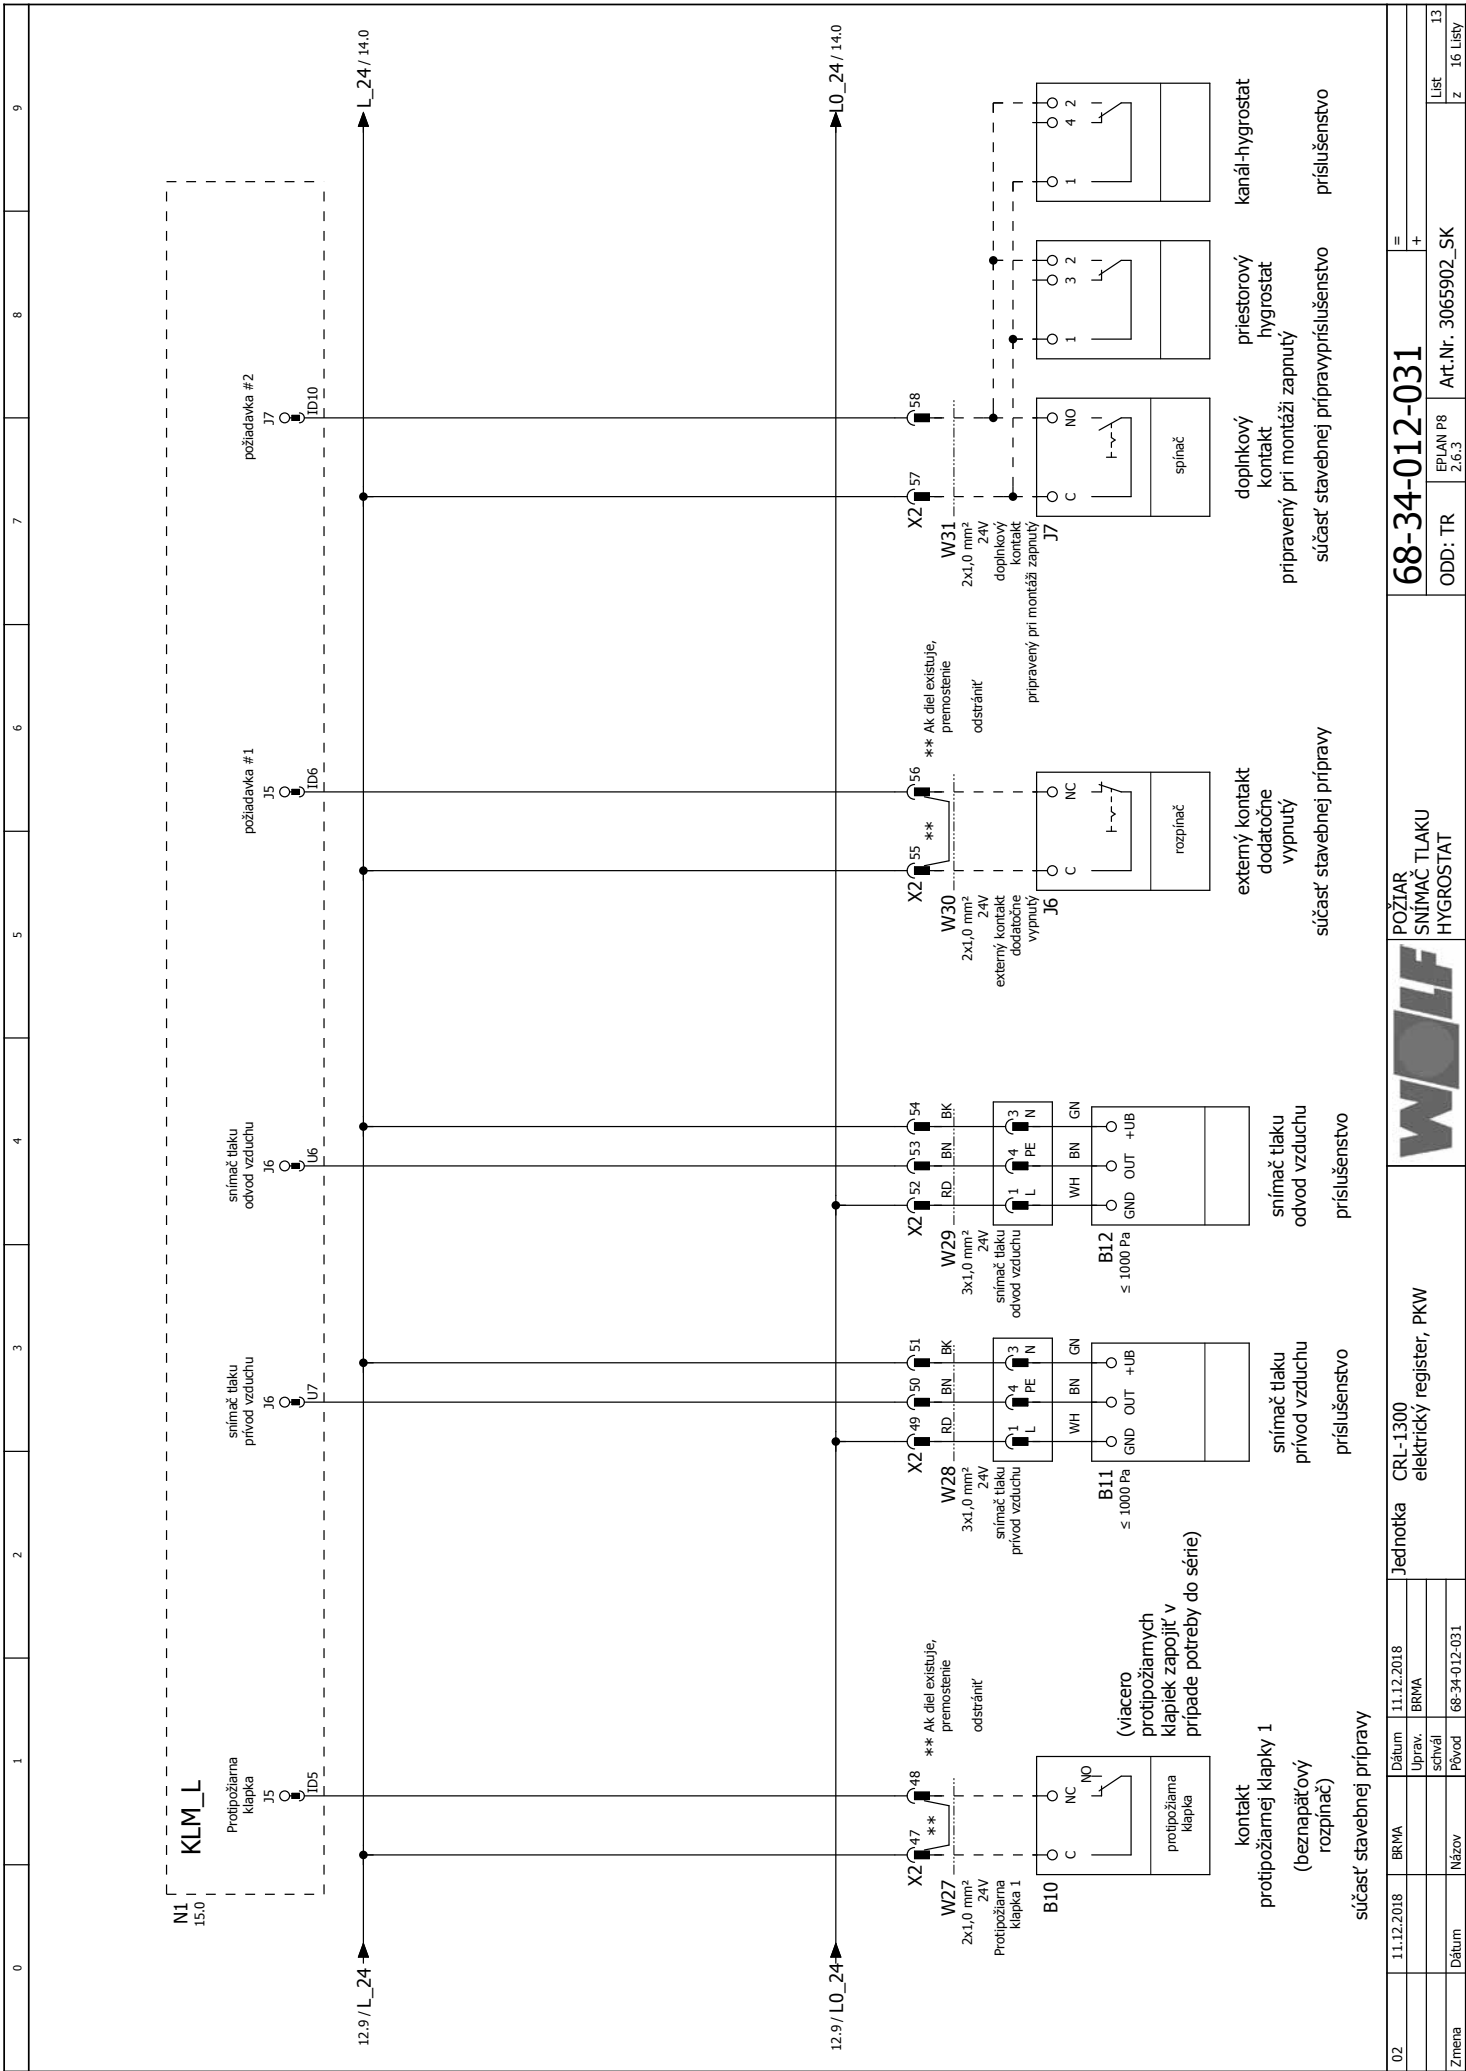 0 1 2 3 4 5 6 7 8 9
N1
15.0
KLM_L
Protipožiarna
klapka
J5
ID5
snímač tlaku
prívod vzduchu
J6
U7
snímač tlaku
odvod vzduchu
J6
U6
požiadavka #1
J5
ID6
požiadavka #2
J7
ID10
12.9 / L_24
L_24 / 14.0
12.9 / L0_24
L0_24 / 14.0
X2 47 48
**
** Ak diel existuje,
premostenie
odstrániť
W27
2x1,0 mm²
24V
Protipožiarna
klapka 1
B10
C NC NO
protipožiarna
klapka
(viacero
protipožiarnych
klapiek zapojiť v
prípade potreby do série)
kontakt
protipožiarnej klapky 1
(beznapäťový
rozpínač)
súčasť stavebnej prípravy
X2 49 50 51
RD BN BK
W28
3x1,0 mm²
24V
snímač tlaku
prívod vzduchu
1 4 3
L PE N
WH BN GN
B11
≤ 1000 Pa
GND OUT +UB
snímač tlaku
prívod vzduchu
príslušenstvo
X2 52 53 54
RD BN BK
W29
3x1,0 mm²
24V
snímač tlaku
odvod vzduchu
1 4 3
L PE N
WH BN GN
B12
≤ 1000 Pa
GND OUT +UB
snímač tlaku
odvod vzduchu
príslušenstvo
X2 55 56
**
** Ak diel existuje,
premostenie
odstrániť
W30
2x1,0 mm²
24V
externý kontakt
dodatočne
vypnutý
J6
C NC
rozpínač
externý kontakt
dodatočne
vypnutý
súčasť stavebnej prípravy
X2 57 58
W31
2x1,0 mm²
24V
doplnkový
kontakt
pripravený pri montáži zapnutý
J7
C NO
spínač
doplnkový
kontakt
pripravený pri montáži zapnutý
súčasť stavebnej prípravy
1 3 2
priestorový
hygrostat
príslušenstvo
1 4 2
kanál-hygrostat
príslušenstvo
02 11.12.2018 BRMA
Zmena Dátum Názov
Dátum 11.12.2018
Uprav. BRMA
schvál
Pôvod 68-34-012-031
Jednotka CRL-1300
elektrický register, PKW
WOLF
POŽIAR
SNÍMAČ TLAKU
HYGROSTAT
68-34-012-031
=
+
ODD: TR
EPLAN P8
2.6.3
Art.Nr. 3065902_SK
List 13
z 16 Listy